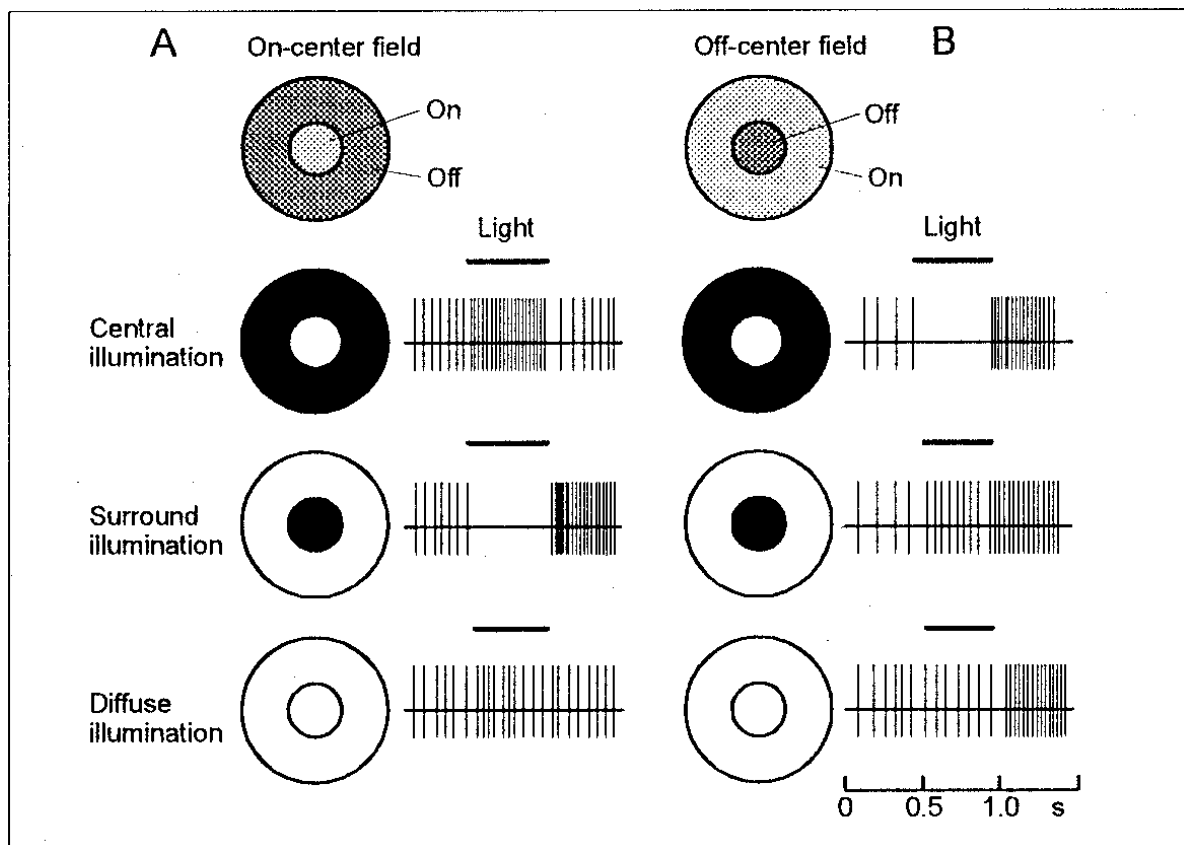 A
On-center field
On
Off
Off-center field
B
Off
On
Light
Light
Central
illumination
Surround
illumination
Diffuse
illumination
0 0.5 1.0 s